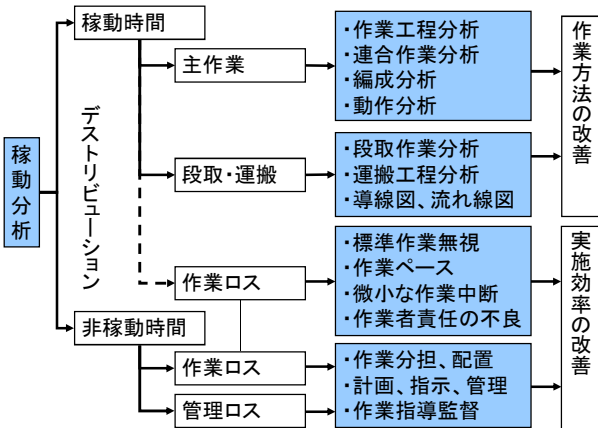 稼動分析
稼動時間
デストリビューション
主作業
・作業工程分析
・連合作業分析
・編成分析
・動作分析
作業方法の改善
段取・運搬
・段取作業分析
・運搬工程分析
・導線図、流れ線図
作業ロス
・標準作業無視
・作業ペース
・微小な作業中断
・作業者責任の不良
実施効率の改善
非稼動時間
作業ロス
管理ロス
・作業分担、配置
・計画、指示、管理
・作業指導監督